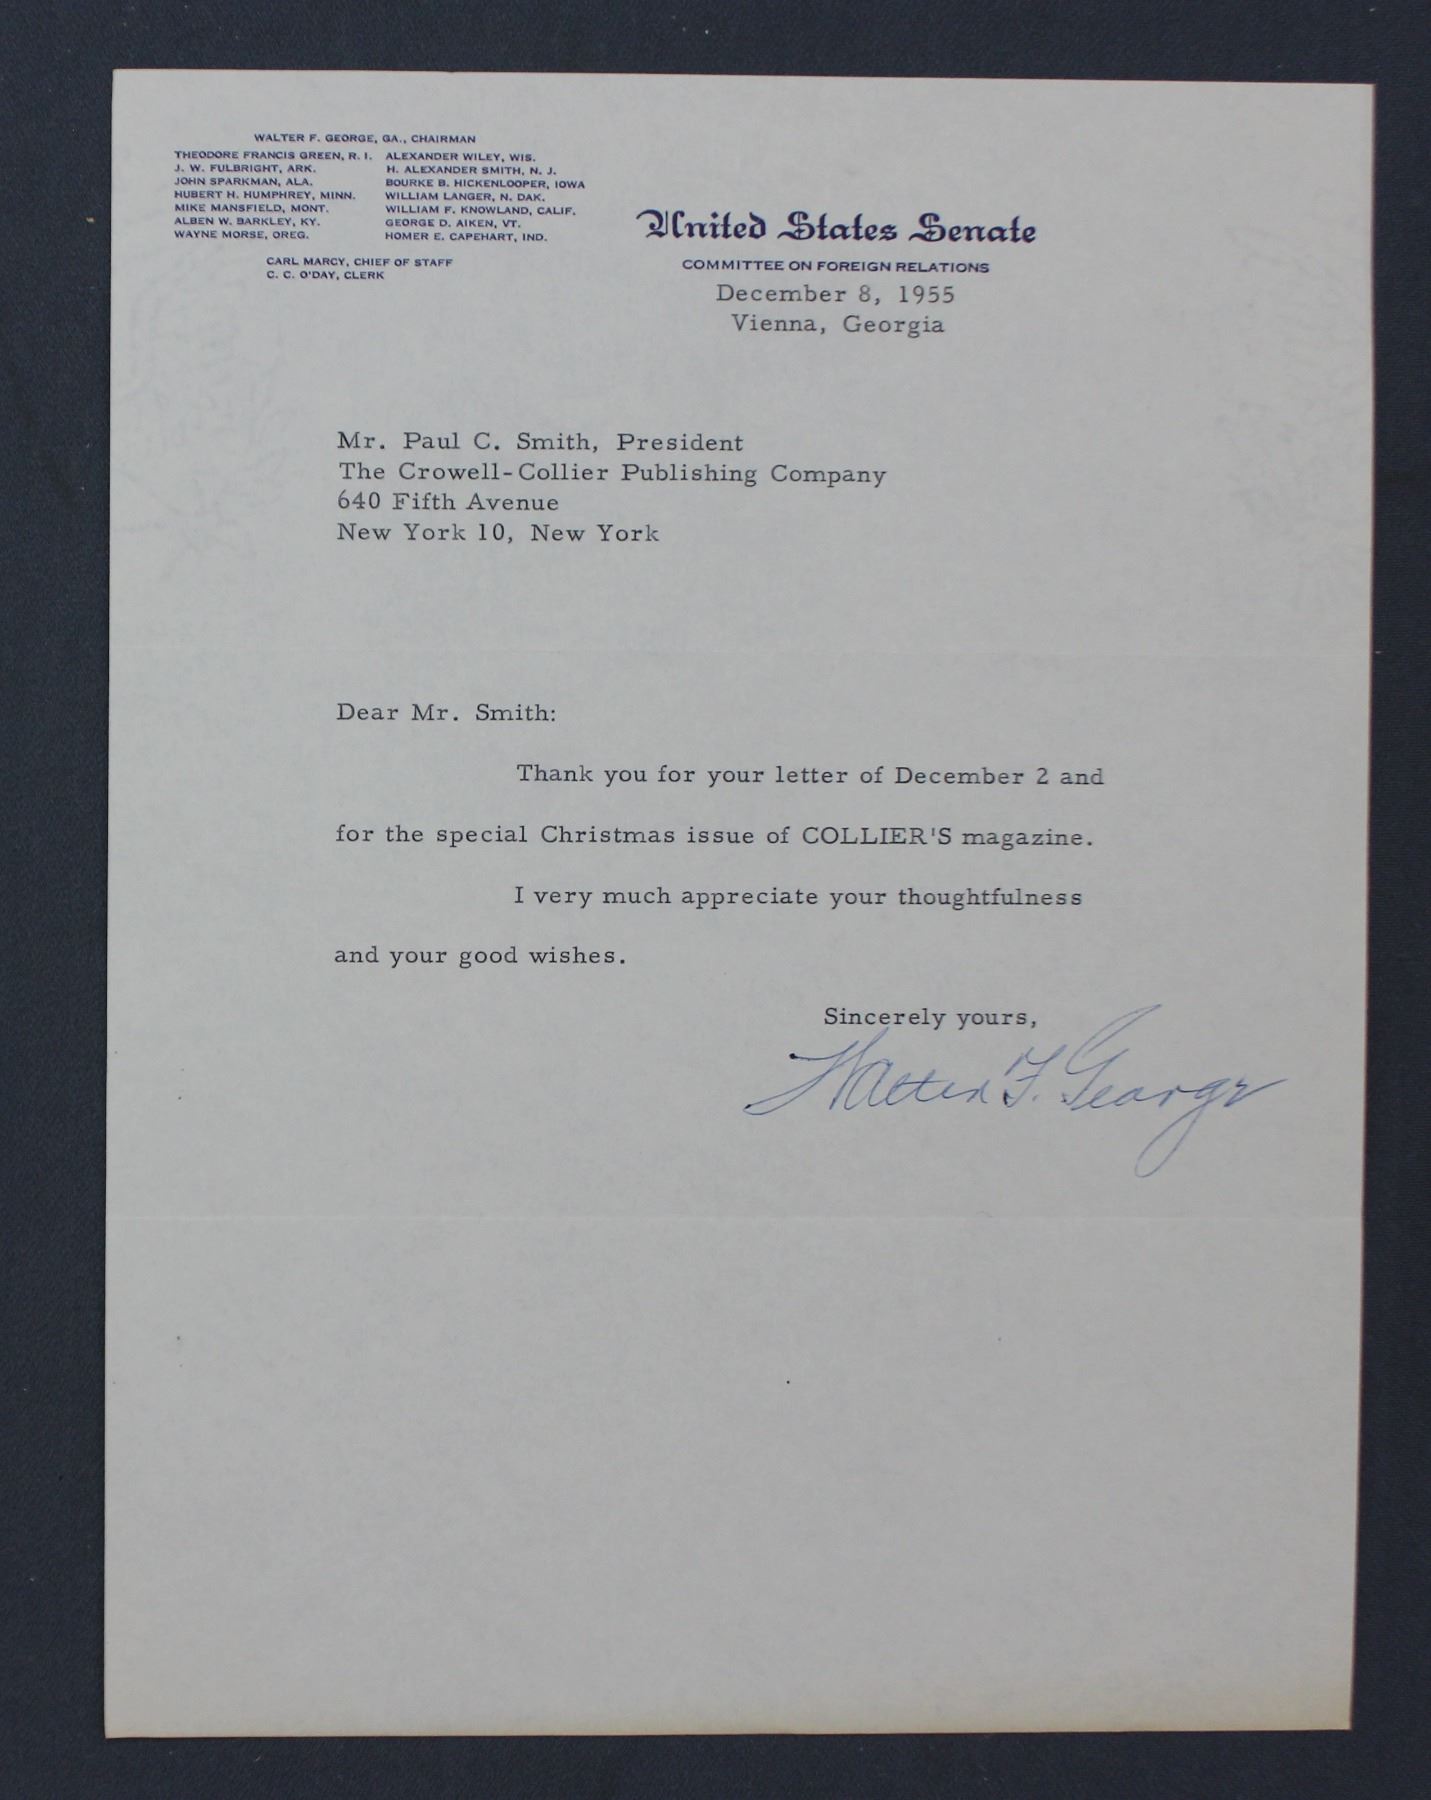 WALTER F. GEORGE, GA., CHAIRMAN
THEODORE FRANCIS GREEN, R. I. ALEXANDER WILEY, WIS.
J. W. FULBRIGHT, ARK. H. ALEXANDER SMITH, N. J.
JOHN SPARKMAN, ALA. BOURKE B. HICKENLOOPER, IOWA
HUBERT H. HUMPHREY, MINN. WILLIAM LANGER, N. DAK.
MIKE MANSFIELD, MONT. WILLIAM F. KNOWLAND, CALIF.
ALBEN W. BARKLEY, KY. GEORGE D. AIKEN, VT.
WAYNE MORSE, OREG. HOMER E. CAPEHART, IND.
CARL MARCY, CHIEF OF STAFF
C. C. O'DAY, CLERK
United States Senate
COMMITTEE ON FOREIGN RELATIONS
December 8, 1955
Vienna, Georgia
Mr. Paul C. Smith, President
The Crowell-Collier Publishing Company
640 Fifth Avenue
New York 10, New York
Dear Mr. Smith:
Thank you for your letter of December 2 and
for the special Christmas issue of COLLIER'S magazine.
I very much appreciate your thoughtfulness
and your good wishes.
Sincerely yours,
Walter F. George